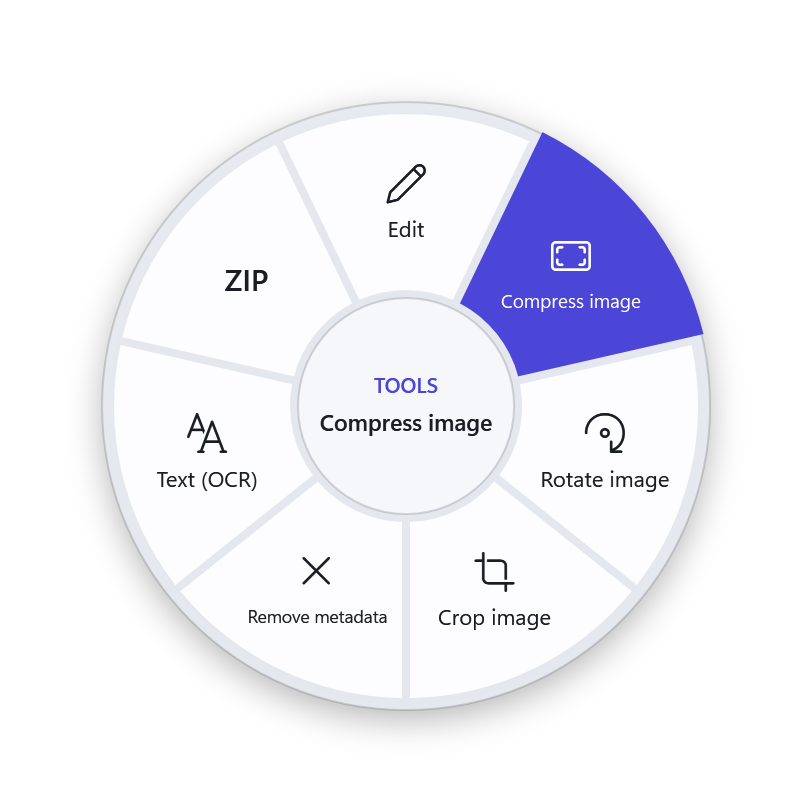 Edit
Compress image
ZIP
TOOLS
Compress image
Text (OCR)
Rotate image
Remove metadata
Crop image